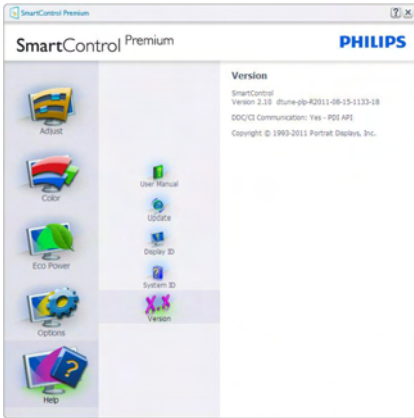 SmartControl Premium
SmartControl Premium
PHILIPS
Adjust
Color
Eco Power
Options
Help
User Manual
Update
Display ID
System ID
X.X
Version
Version
SmartControl
Version 2.10 dtune-plp-R2011-08-15-1133-18
DDC/CI Communication: Yes - PDI API
Copyright © 1993-2011 Portrait Displays, Inc.